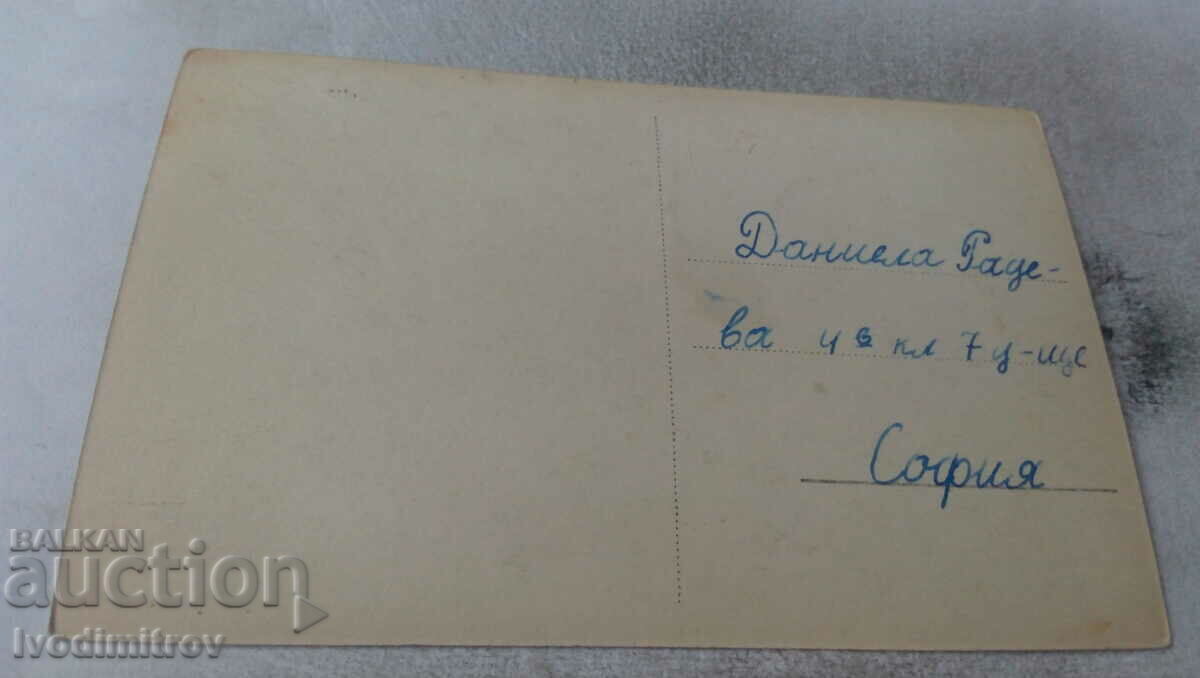 Даниела Раде-
ва 4 в кл 7 у-ще
София
BALKAN
auction
Ivodimitrov